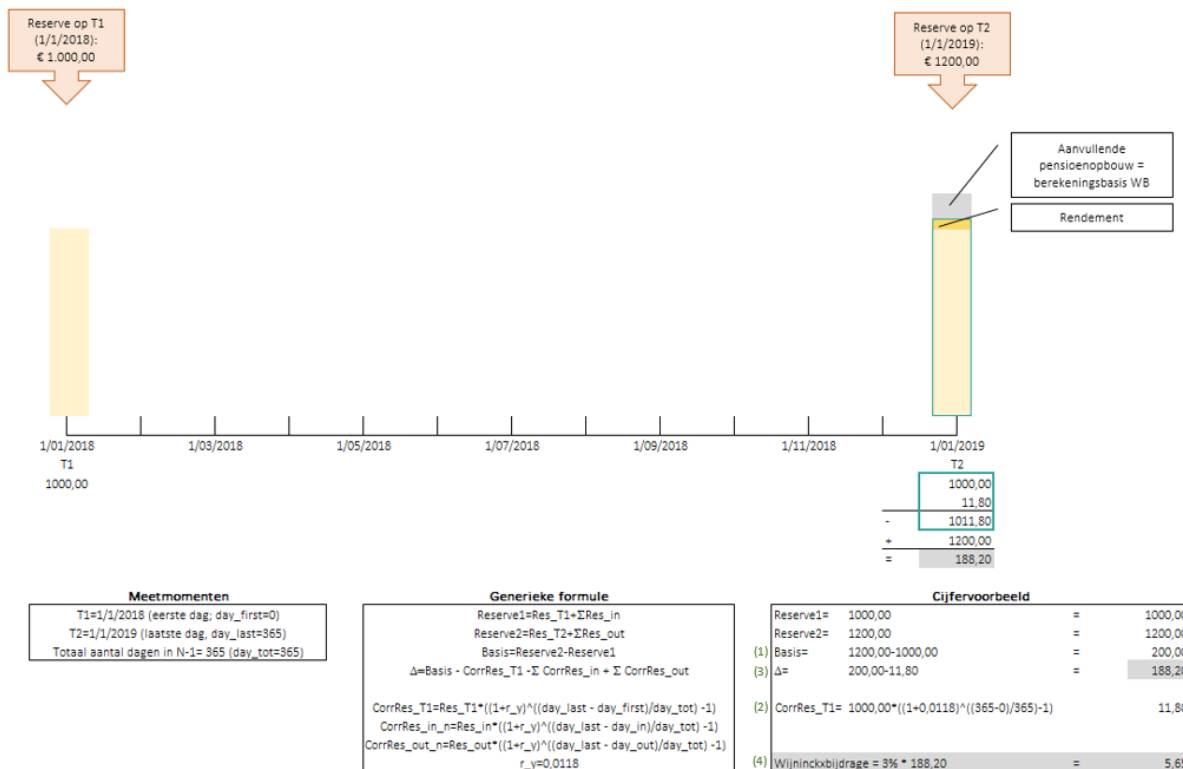 Reserve op T1
(1/1/2018):
€ 1.000,00
Reserve op T2
(1/1/2019):
€ 1200,00
Aanvullende
pensioenopbouw =
berekeningsbasis WB
Rendement
1/01/2018 1/03/2018 1/05/2018 1/07/2018 1/09/2018 1/11/2018 1/01/2019
T1 T2
1000,00 1000,00
11,80
- 1011,80
+ 1200,00
= 188,20
Meetmomenten
T1=1/1/2018 (eerste dag; day_first=0)
T2=1/1/2019 (laatste dag, day_last=365)
Totaal aantal dagen in N-1= 365 (day_tot=365)
Generieke formule
Reserve1=Res_T1+ΣRes_in
Reserve2=Res_T2+ΣRes_out
Basis=Reserve2-Reserve1
Δ=Basis - CorrRes_T1 -Σ CorrRes_in + Σ CorrRes_out
CorrRes_T1=Res_T1*((1+r_y)^((day_last - day_first)/day_tot) -1)
CorrRes_in_n=Res_in*((1+r_y)^((day_last - day_in)/day_tot) -1)
CorrRes_out_n=Res_out*((1+r_y)^((day_last - day_out)/day_tot) -1)
r_y=0,0118
Cijfervoorbeeld
Reserve1= 1000,00 = 1000,00
Reserve2= 1200,00 = 1200,00
(1) Basis= 1200,00-1000,00 = 200,00
(3) Δ= 200,00-11,80 = 188,20
(2) CorrRes_T1= 1000,00*((1+0,0118)^((365-0)/365)-1) 11,80
(4) Wijninckxbijdrage = 3% * 188,20 = 5,65